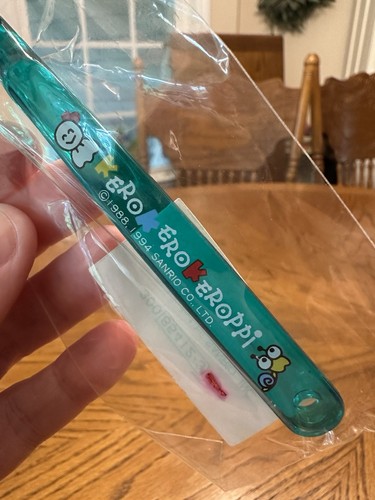 KEROKEROKEROPPI
©1988, 1994 SANRIO CO., LTD.